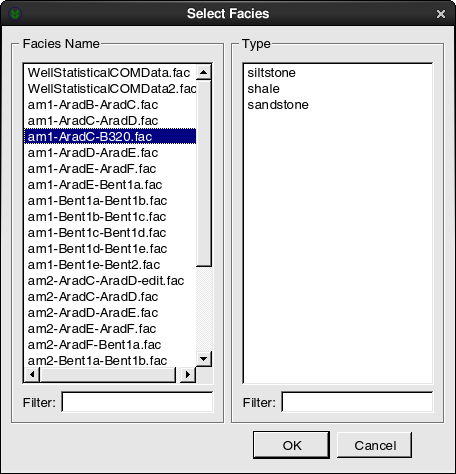 Select Facies
Facies Name
WellStatisticalCOMData.fac
WellStatisticalCOMData2.fac
am1-AradB-AradC.fac
am1-AradC-AradD.fac
am1-AradC-B320.fac
am1-AradD-AradE.fac
am1-AradE-AradF.fac
am1-AradE-Bent1a.fac
am1-Bent1a-Bent1b.fac
am1-Bent1b-Bent1c.fac
am1-Bent1c-Bent1d.fac
am1-Bent1d-Bent1e.fac
am1-Bent1e-Bent2.fac
am2-AradC-AradD-edit.fac
am2-AradC-AradD.fac
am2-AradD-AradE.fac
am2-AradE-AradF.fac
am2-AradF-Bent1a.fac
am2-Bent1a-Bent1b.fac
Filter:
Type
siltstone
shale
sandstone
Filter:
OK
Cancel